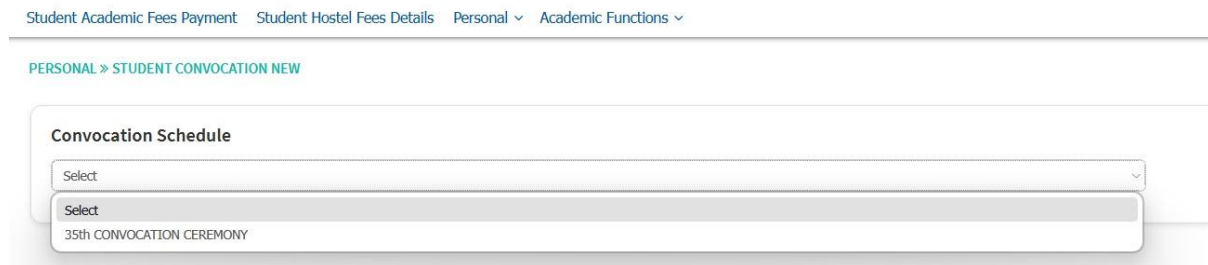 Student Academic Fees Payment Student Hostel Fees Details Personal Academic Functions
PERSONAL » STUDENT CONVOCATION NEW
Convocation Schedule
Select
Select
35th CONVOCATION CEREMONY